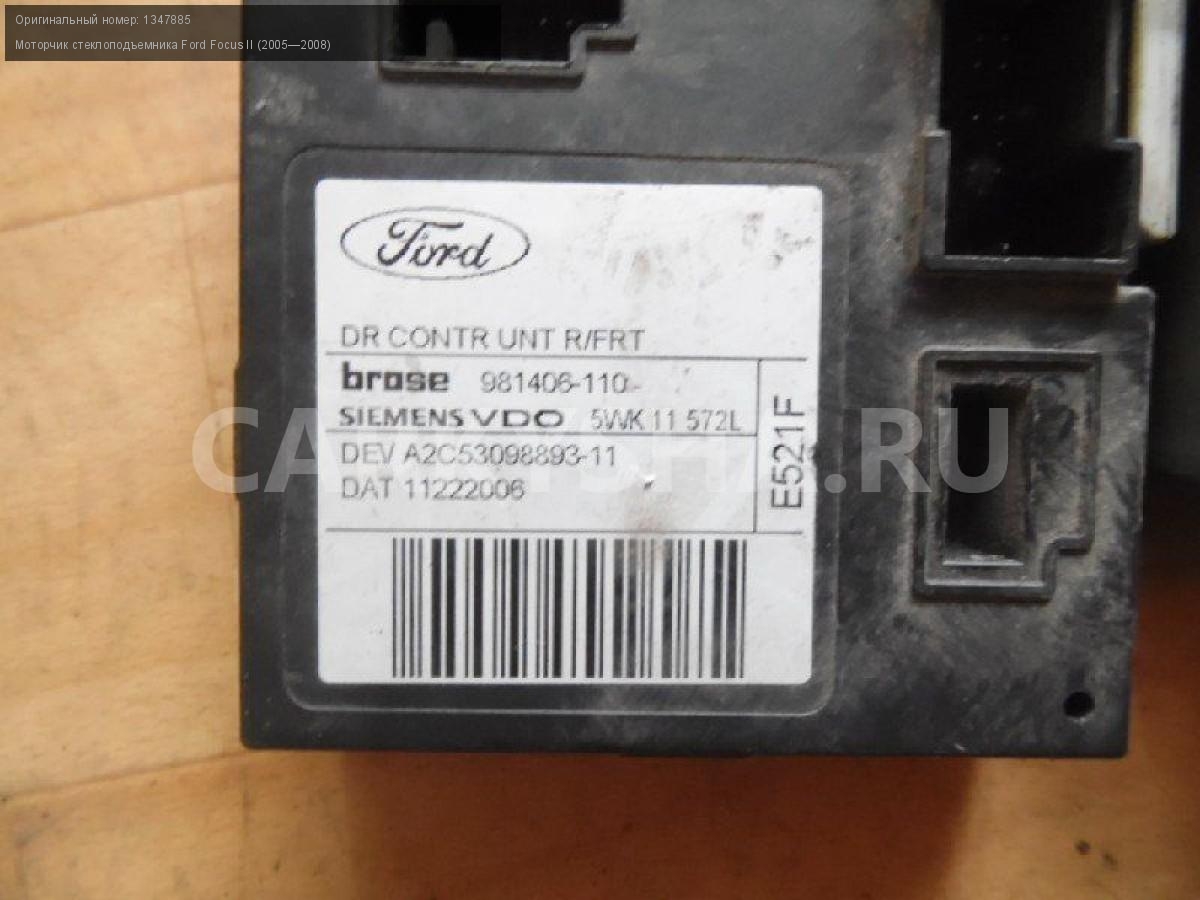 Оригинальный номер: 1347885
Моторчик стеклоподъемника Ford Focus II (2005—2008)
Ford
DR CONTR UNT R/FRT
brose 981406-110
SIEMENS VDO 5WK 11 572L
DEV A2C53098893-11
DAT 11222006
E521F